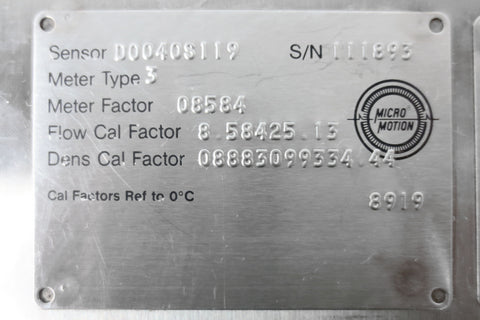 Sensor D00408119 S/N 111893
Meter Type 3
Meter Factor 08584
Flow Cal Factor 8.58425.13
Dens Cal Factor 08883099334.44
MICRO MOTION
Cal Factors Ref to 0°C
8919